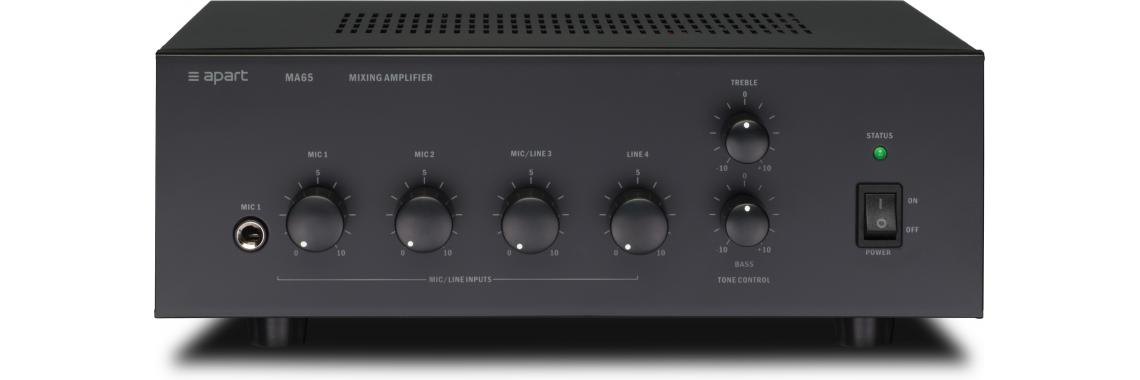 apart MA65 MIXING AMPLIFIER
TREBLE
0
-10 +10
STATUS
MIC 1 MIC 2 MIC/LINE 3 LINE 4
5 5 5 5
0
ON
OFF
POWER
MIC 1
0 10 0 10 0 10 0 10
-10 +10
BASS
MIC/LINE INPUTS
TONE CONTROL